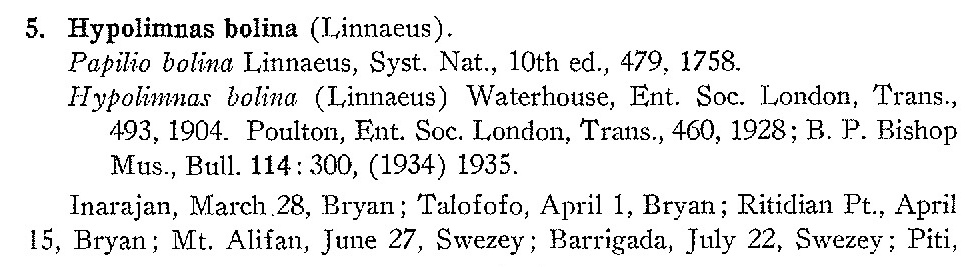 5. Hypolimnas bolina (Linnaeus).
Papilio bolina Linnaeus, Syst. Nat., 10th ed., 479, 1758.
Hypolimnas bolina (Linnaeus) Waterhouse, Ent. Soc. London, Trans.,
493, 1904. Poulton, Ent. Soc. London, Trans., 460, 1928; B. P. Bishop
Mus., Bull. 114: 300, (1934) 1935.
Inarajan, March 28, Bryan; Talofofo, April 1, Bryan; Ritidian Pt., April
15, Bryan; Mt. Alifan, June 27, Swezey; Barrigada, July 22, Swezey; Piti,